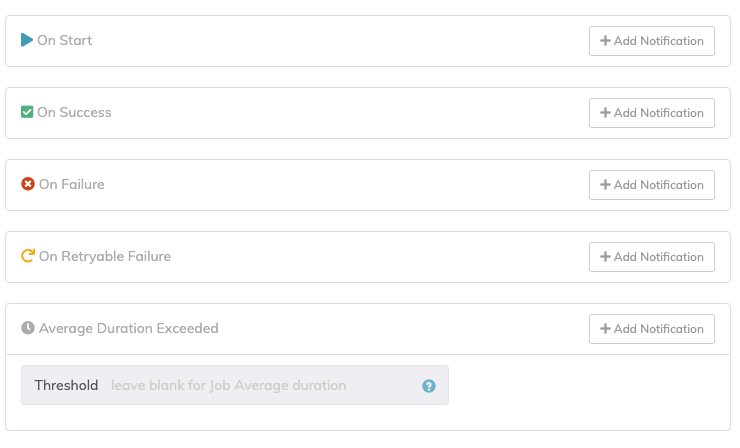 On Start
Add Notification
On Success
Add Notification
On Failure
Add Notification
On Retryable Failure
Add Notification
Average Duration Exceeded
Add Notification
Threshold leave blank for Job Average duration ?